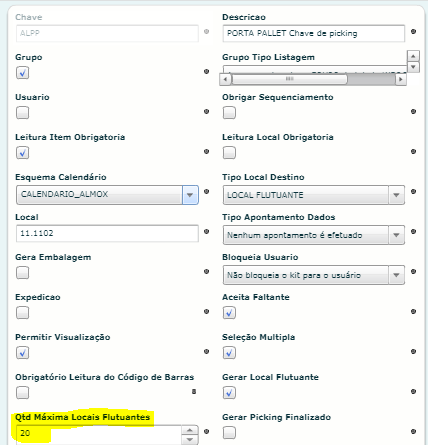 Chave Descricao
ALPP PORTA PALLET Chave de picking
Grupo Grupo Tipo Listagem
Usuario Obrigar Sequenciamento
Leitura Item Obrigatoria Leitura Local Obrigatoria
Esquema Calendário Tipo Local Destino
CALENDARIO_ALMOX LOCAL FLUTUANTE
Local Tipo Apontamento Dados
11.1102 Nenhum apontamento é efetuado
Gera Embalagem Bloqueia Usuario
Não bloqueia o kit para o usuário
Expedicao Aceita Faltante
Permitir Visualização Seleção Multipla
Obrigatório Leitura do Código de Barras Gerar Local Flutuante
Qtd Máxima Locais Flutuantes Gerar Picking Finalizado
20